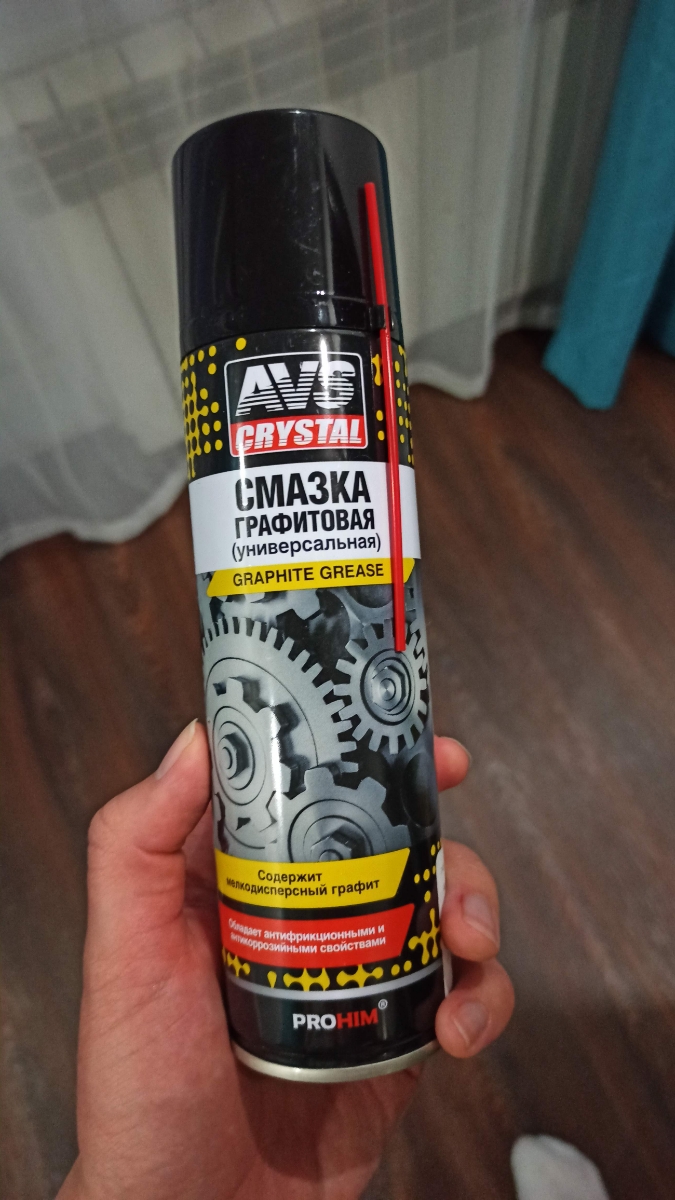 AVS
CRYSTAL
СМАЗКА
ГРАФИТОВАЯ
(универсальная)
GRAPHITE GREASE
Содержит
мелкодисперсный графит
Обладает антифрикционными и
антикоррозийными свойствами
PROHIM®